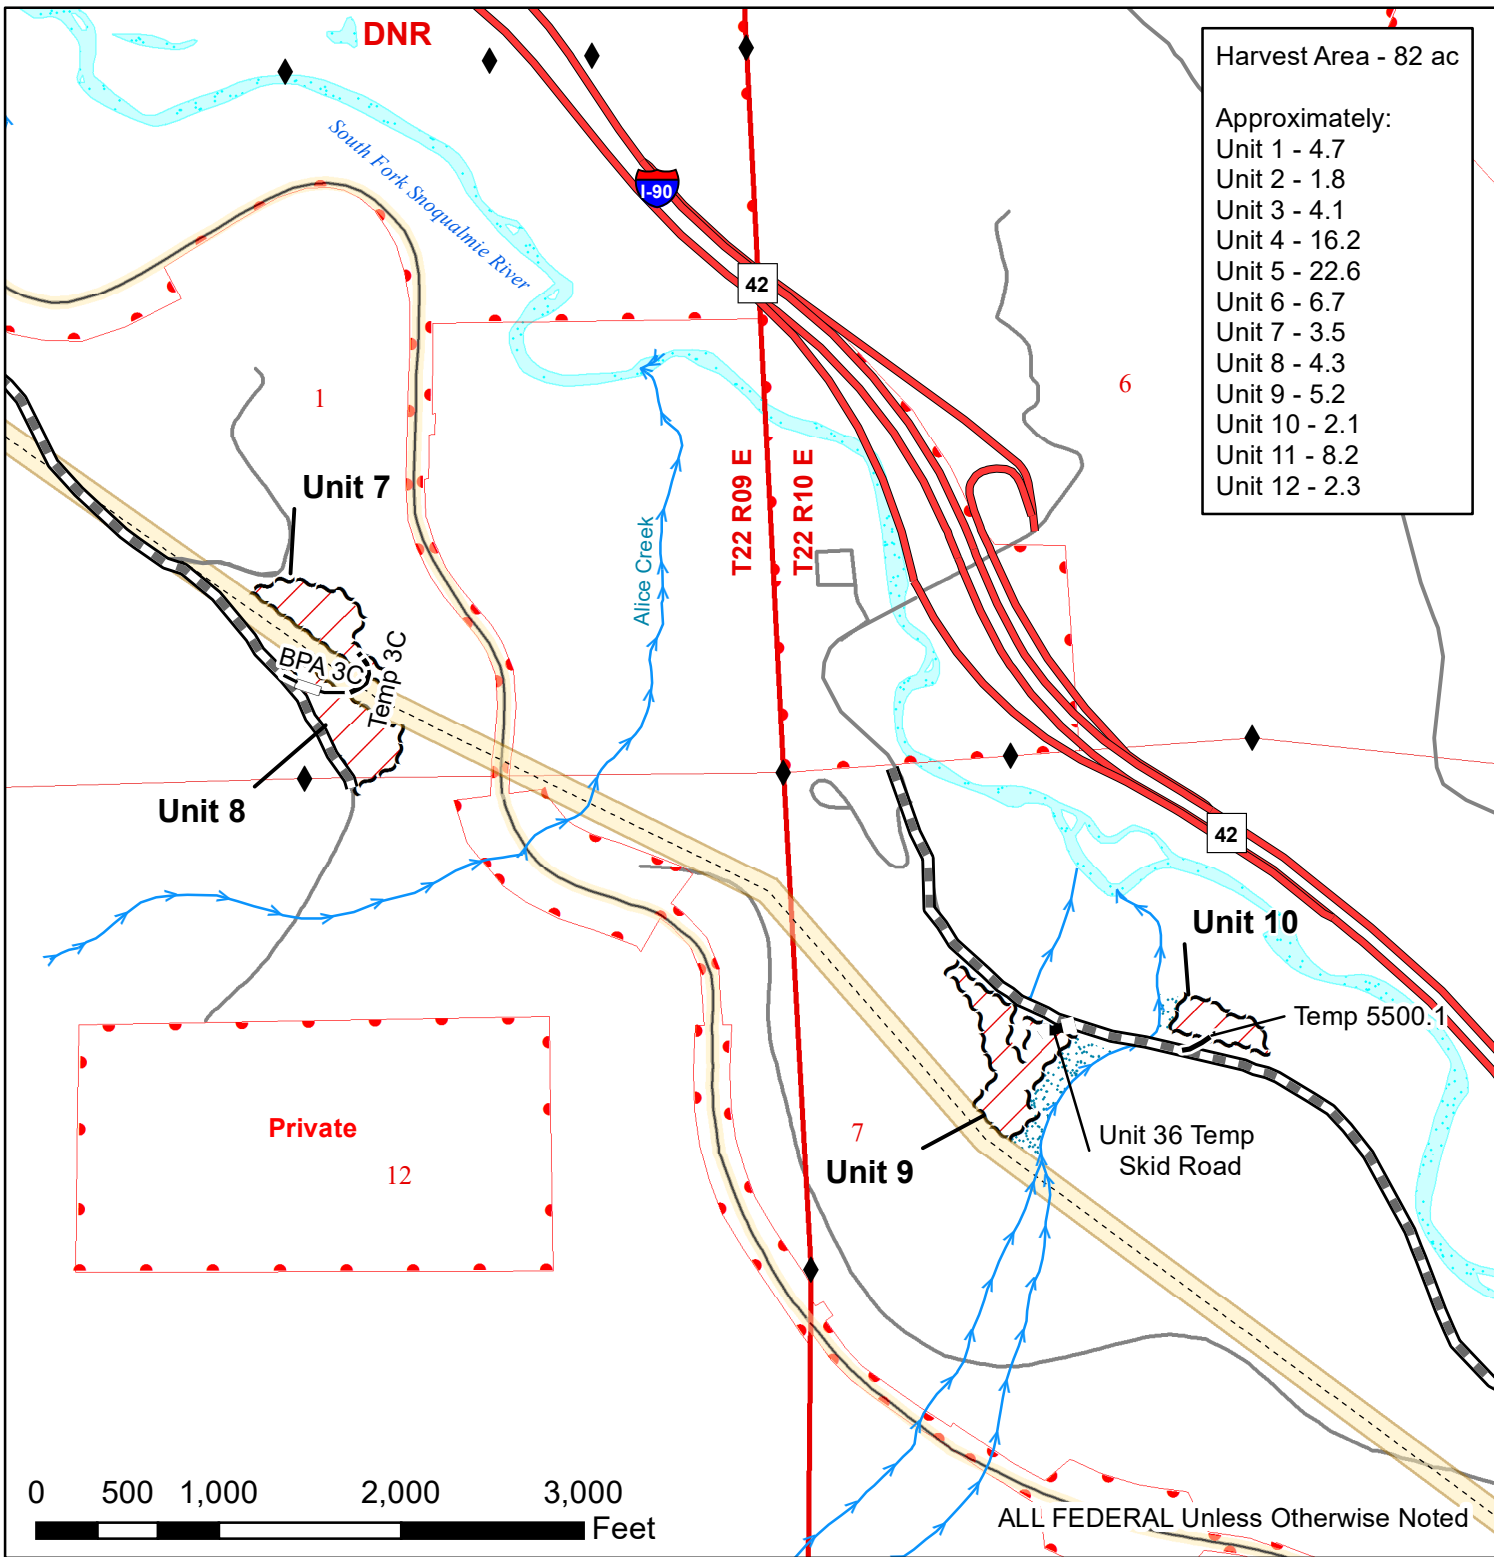 DNR
Harvest Area - 82 ac
Approximately:
Unit 1 - 4.7
Unit 2 - 1.8
Unit 3 - 4.1
Unit 4 - 16.2
Unit 5 - 22.6
Unit 6 - 6.7
Unit 7 - 3.5
Unit 8 - 4.3
Unit 9 - 5.2
Unit 10 - 2.1
Unit 11 - 8.2
Unit 12 - 2.3
South Fork Snoqualmie River
I-90
42
1
6
Unit 7
T22 R09 E
T22 R10 E
Alice Creek
BPA 3C
Temp 3C
Unit 8
42
Unit 10
Temp 5500.1
Private
12
7
Unit 9
Unit 36 Temp
Skid Road
0 500 1,000 2,000 3,000
Feet
ALL FEDERAL Unless Otherwise Noted